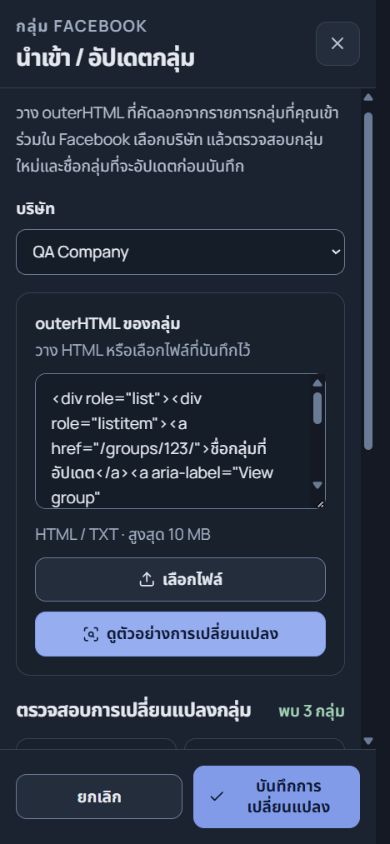 กลุ่ม FACEBOOK
นำเข้า / อัปเดตกลุ่ม
วาง outerHTML ที่คัดลอกจากรายการกลุ่มที่คุณเข้า
ร่วมใน Facebook เลือกบริษัท แล้วตรวจสอบกลุ่ม
ใหม่และชื่อกลุ่มที่จะอัปเดตก่อนบันทึก
บริษัท
QA Company
outerHTML ของกลุ่ม
วาง HTML หรือเลือกไฟล์ที่บันทึกไว้
<div role="list"><div
role="listitem"><a
href="/groups/123/">ชื่อกลุ่มที่
อัปเดต</a><a aria-label="View
group"
HTML / TXT · สูงสุด 10 MB
เลือกไฟล์
ดูตัวอย่างการเปลี่ยนแปลง
ตรวจสอบการเปลี่ยนแปลงกลุ่ม พบ 3 กลุ่ม
ยกเลิก
บันทึกการ
เปลี่ยนแปลง